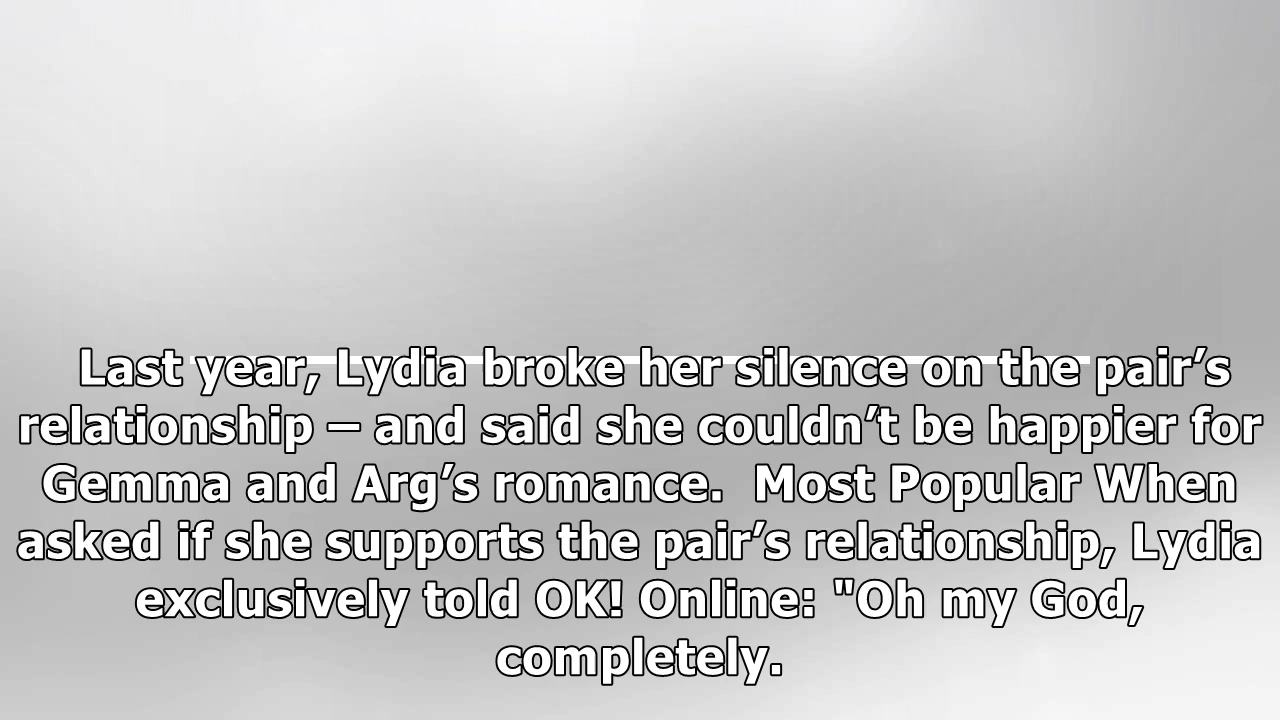 Last year, Lydia broke her silence on the pair’s
relationship – and said she couldn’t be happier for
Gemma and Arg’s romance.  Most Popular When
asked if she supports the pair’s relationship, Lydia
exclusively told OK! Online: "Oh my God,
completely.